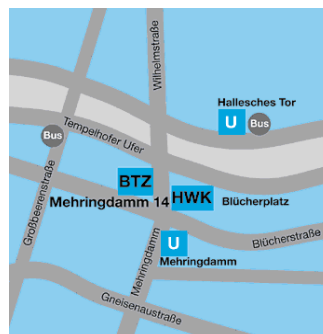 Wilhelmstraße
Hallesches Tor
U
Bus
Tempelhofer Ufer
Bus
BTZ
Mehringdamm 14
HWK
Blücherplatz
Großbeerenstraße
U
Mehringdamm
Mehringdamm
Blücherstraße
Gneisenaustraße